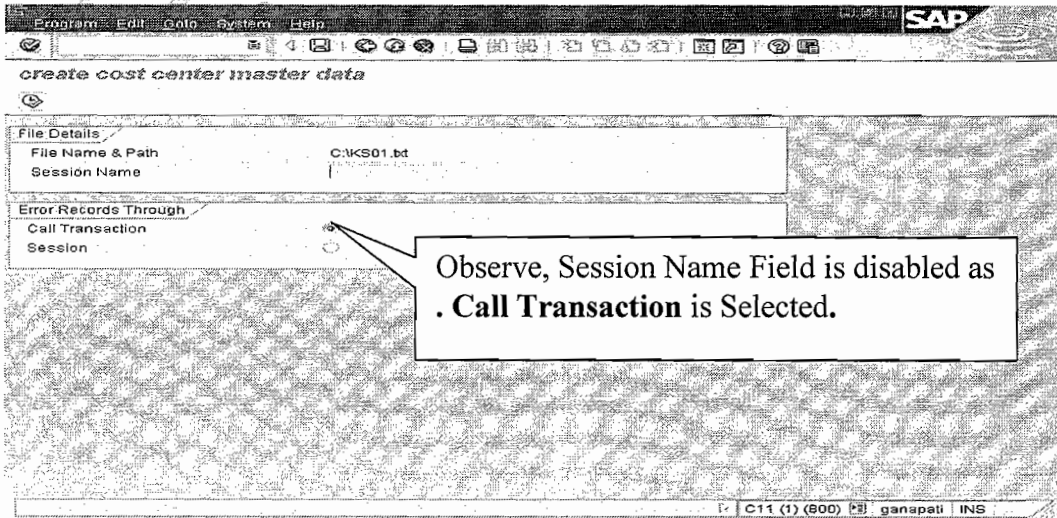 Program Edit Goto System Help
SAP
create cost center master data
File Details
File Name & Path C:\KS01.txt
Session Name
Error Records Through
Call Transaction
Session
Observe, Session Name Field is disabled as
. Call Transaction is Selected.
C11 (1) (800) ganapati INS